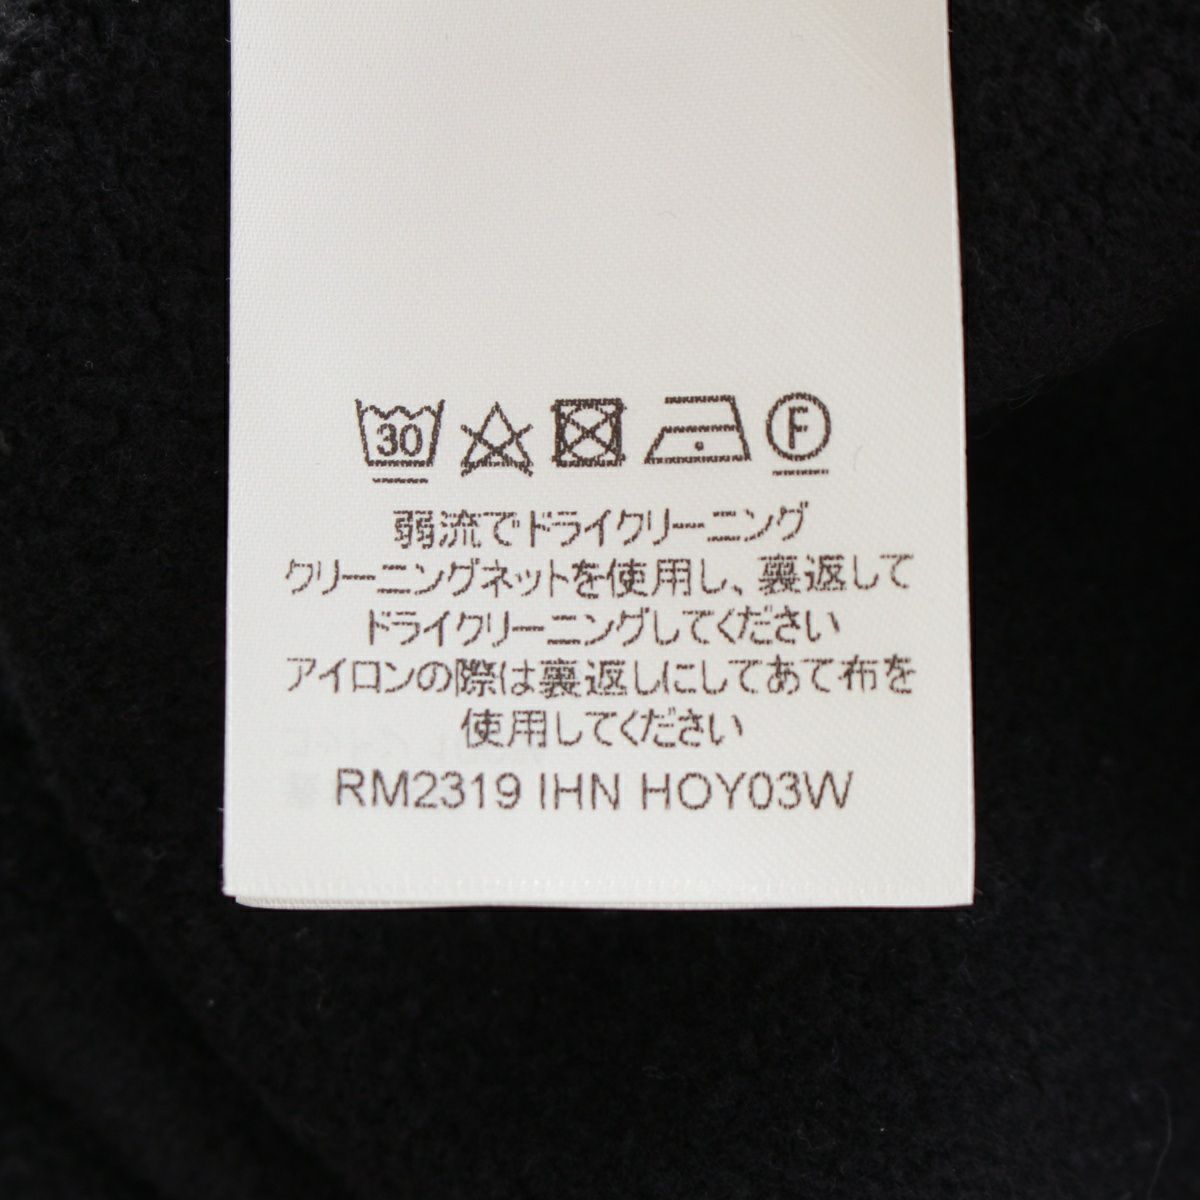 30 F
弱流でドライクリーニング
クリーニングネットを使用し、裏返して
ドライクリーニングしてください
アイロンの際は裏返しにしてあて布を
使用してください
RM2319 IHN HOY03W